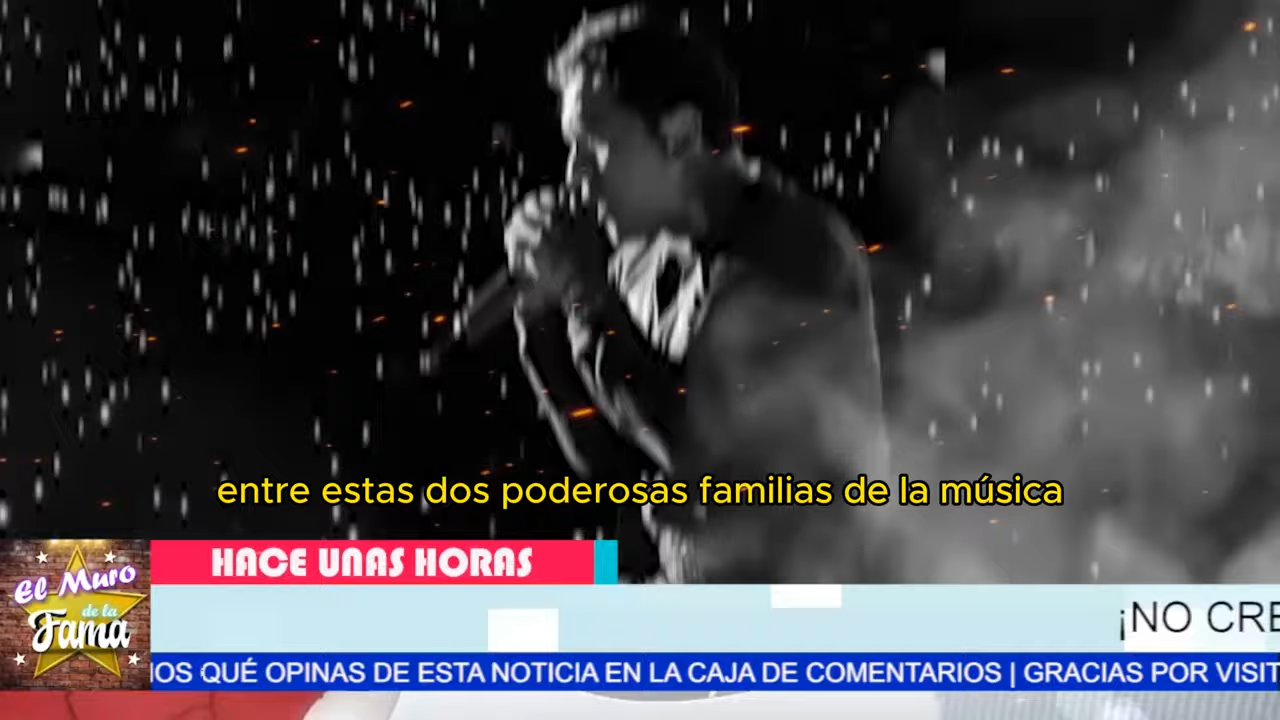 entre estas dos poderosas familias de la música
HACE UNAS HORAS
El Muro
de la
Fama
¡NO CRE
IOS QUÉ OPINAS DE ESTA NOTICIA EN LA CAJA DE COMENTARIOS | GRACIAS POR VISIT